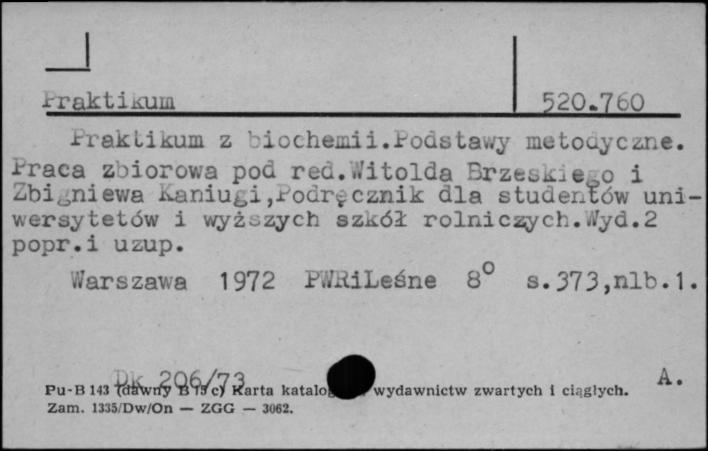 Praktikum 520.760
Praktikum z biochemii.Podstawy metodyczne.
Praca zbiorowa pod red.Witolda Brzeskiego i
Zbigniewa Kaniugi,Podręcznik dla studentów uni-
wersytetów i wyższych szkół rolniczych.Wyd.2
popr.i uzup.
Warszawa 1972 PWRiLeśne 8° s.373,nlb.1.
Dk 206/73 A.
Pu-B 143 (dawny B 15 c) Karta katalog wydawnictw zwartych i ciągłych.
Zam. 1335/Dw/On — ZGG — 3062.